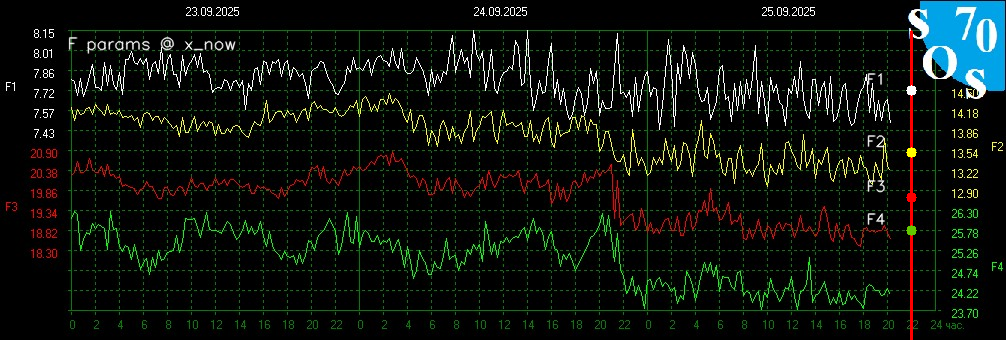 23.09.2025 24.09.2025 25.09.2025
F params @ x_now
SOS 70
8.15
8.01
7.86
7.72
7.57
7.43
F1
20.90
20.38
19.86
19.34
18.82
18.30
F3
F1
F2
F3
F4
14.50
14.18
13.86
13.54
13.22
12.90
F2
26.30
25.78
25.26
24.74
24.22
23.70
F4
0 2 4 6 8 10 12 14 16 18 20 22 0 2 4 6 8 10 12 14 16 18 20 22 0 2 4 6 8 10 12 14 16 18 20 22 24 час.